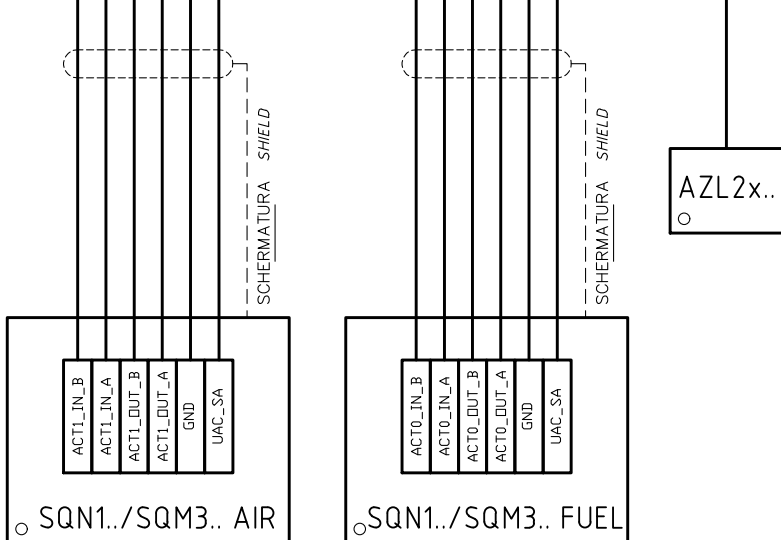 SCHERMATURA SHIELD
SCHERMATURA SHIELD
AZL2x..
ACT1_IN_B
ACT1_IN_A
ACT1_OUT_B
ACT1_OUT_A
GND
UAC_SA
ACT0_IN_B
ACT0_IN_A
ACT0_OUT_B
ACT0_OUT_A
GND
UAC_SA
SQN1../SQM3.. AIR
SQN1../SQM3.. FUEL